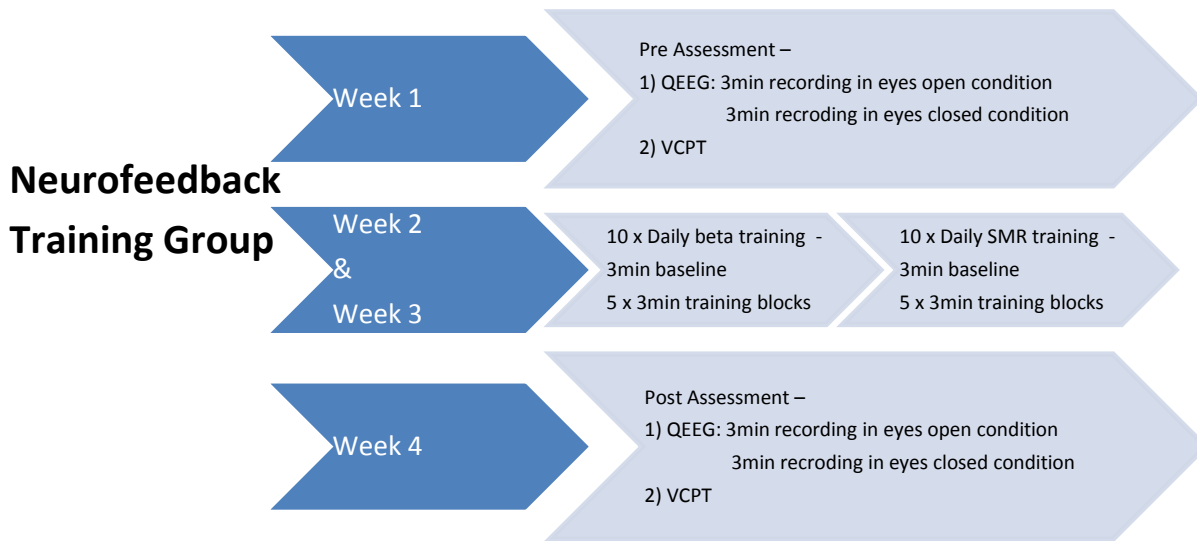 Neurofeedback
Training Group
Week 1
Pre Assessment –
1) QEEG: 3min recording in eyes open condition
3min recroding in eyes closed condition
2) VCPT
Week 2
&
Week 3
10 x Daily beta training -
3min baseline
5 x 3min training blocks
10 x Daily SMR training -
3min baseline
5 x 3min training blocks
Week 4
Post Assessment –
1) QEEG: 3min recording in eyes open condition
3min recroding in eyes closed condition
2) VCPT